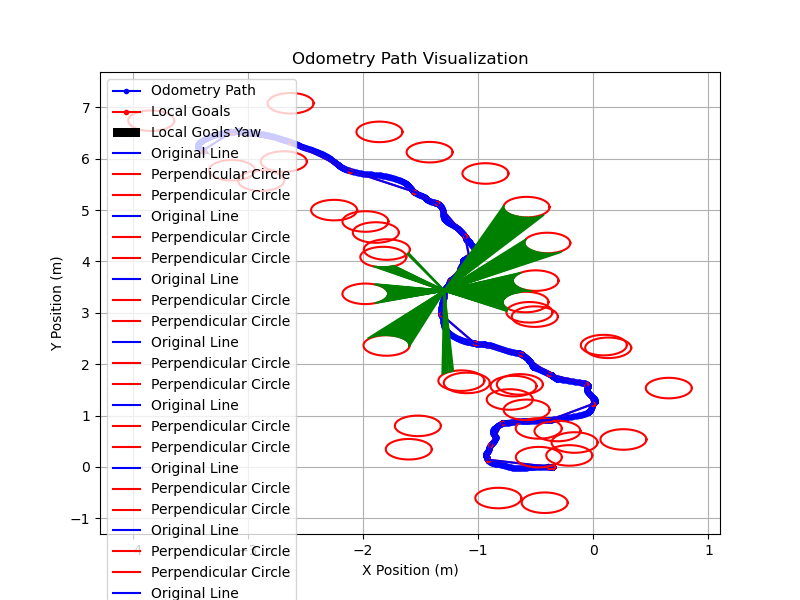 Odometry Path Visualization
Y Position (m)
7
6
5
4
3
2
1
0
−1
Odometry Path
Local Goals
Local Goals Yaw
Original Line
Perpendicular Circle
Perpendicular Circle
Original Line
Perpendicular Circle
Perpendicular Circle
Original Line
Perpendicular Circle
Perpendicular Circle
Original Line
Perpendicular Circle
Perpendicular Circle
Original Line
Perpendicular Circle
Perpendicular Circle
Original Line
Perpendicular Circle
Perpendicular Circle
Original Line
Perpendicular Circle
Perpendicular Circle
Original Line
−2 −1 0 1
X Position (m)